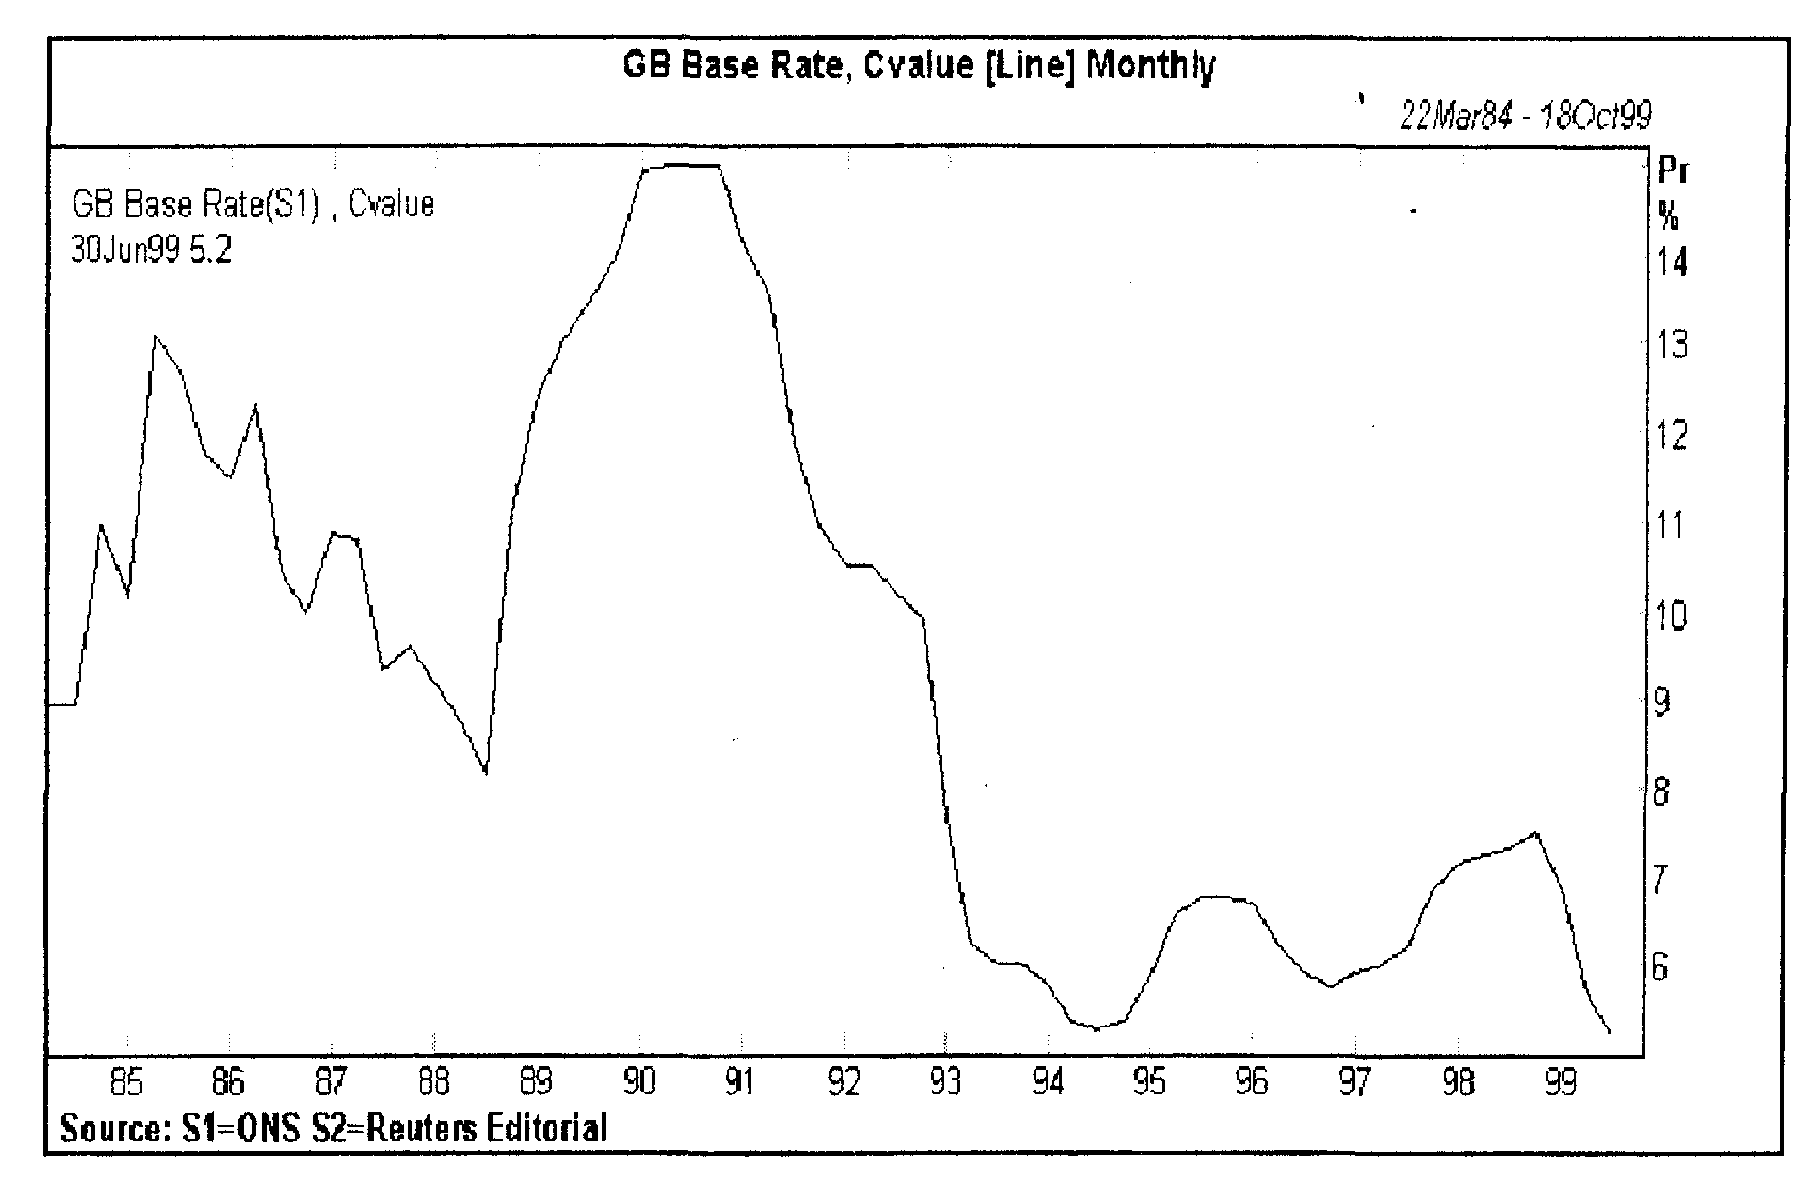 GB Base Rate, Cvalue [Line] Monthly
22Mar84 - 18Oct99
GB Base Rate(S1) , Cvalue
30Jun99 5.2
Pr
%
14
13
12
11
10
9
8
7
6
85 86 87 88 89 90 91 92 93 94 95 96 97 98 99
Source: S1=ONS S2=Reuters Editorial